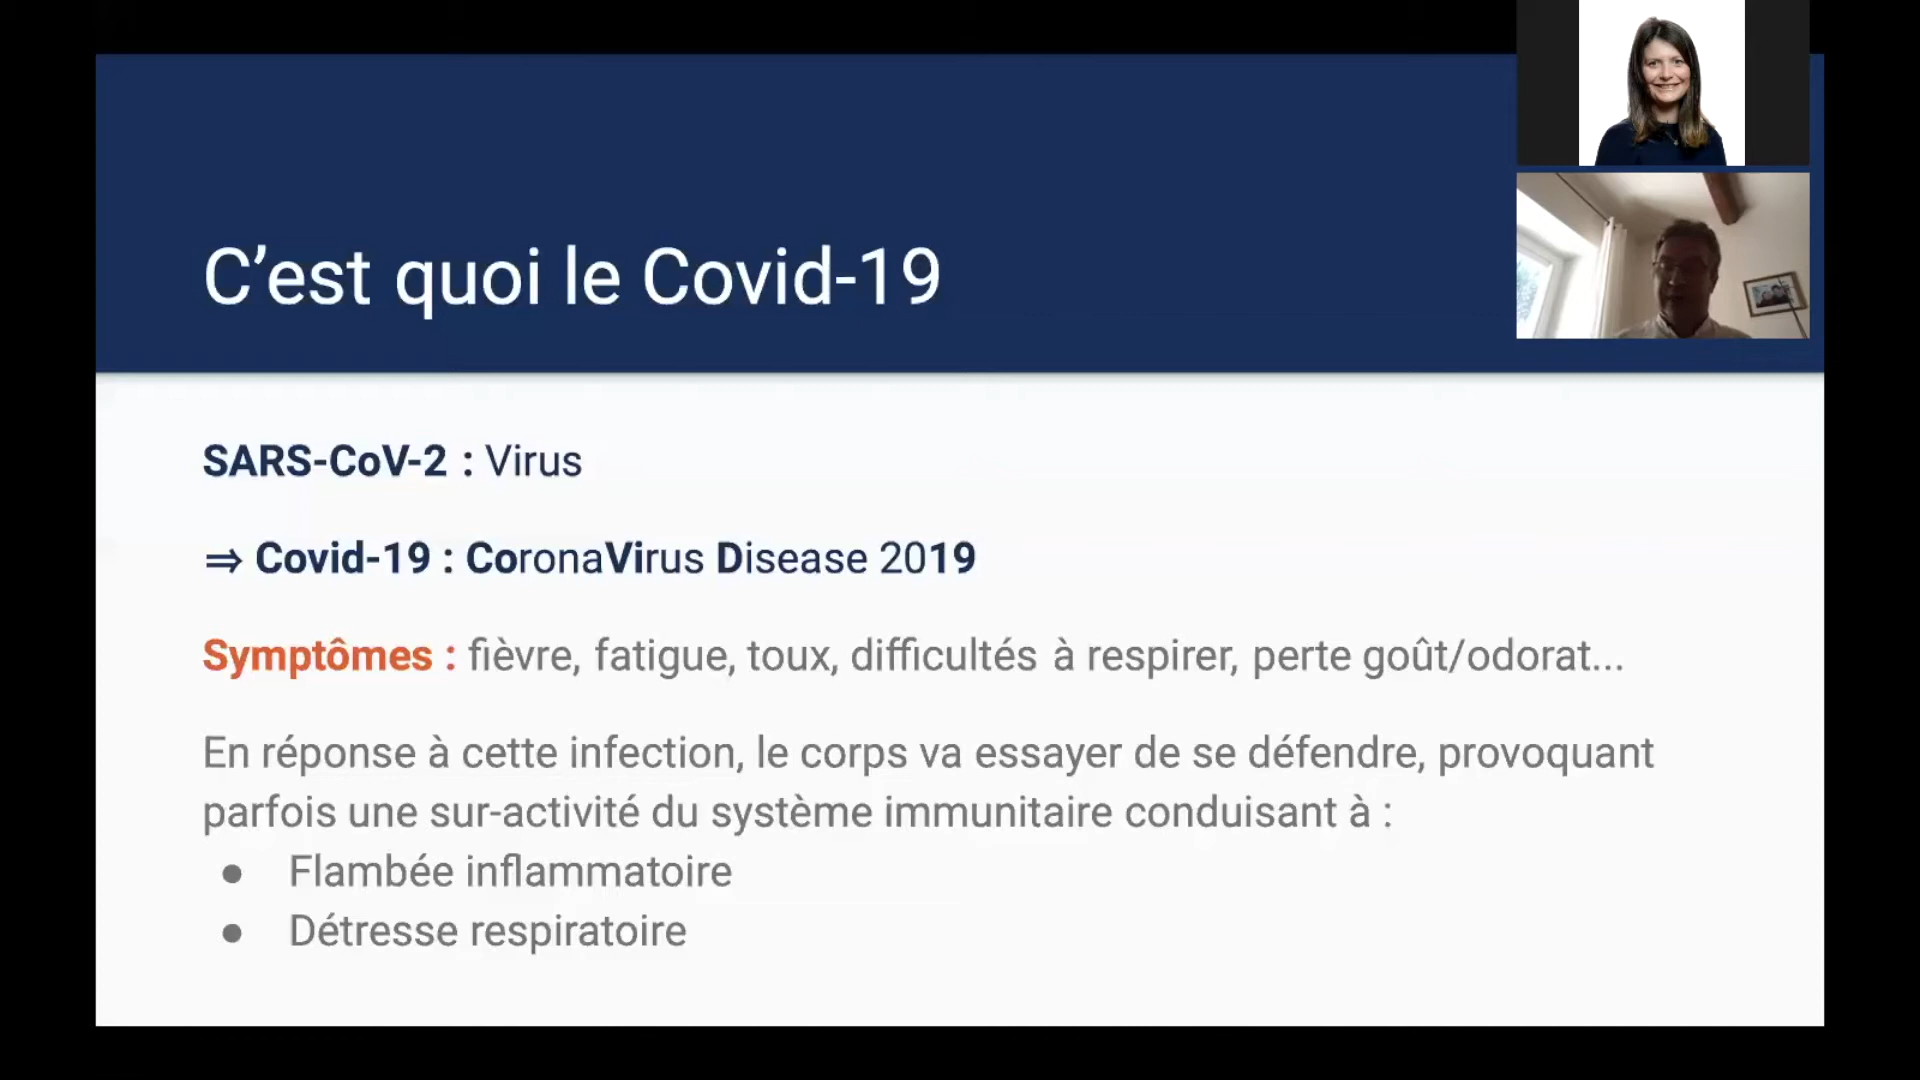 C’est quoi le Covid-19
SARS-CoV-2 : Virus
⇒ Covid-19 : CoronaVirus Disease 2019
Symptômes : fièvre, fatigue, toux, difficultés à respirer, perte goût/odorat...
En réponse à cette infection, le corps va essayer de se défendre, provoquant
parfois une sur-activité du système immunitaire conduisant à :
● Flambée inflammatoire
● Détresse respiratoire